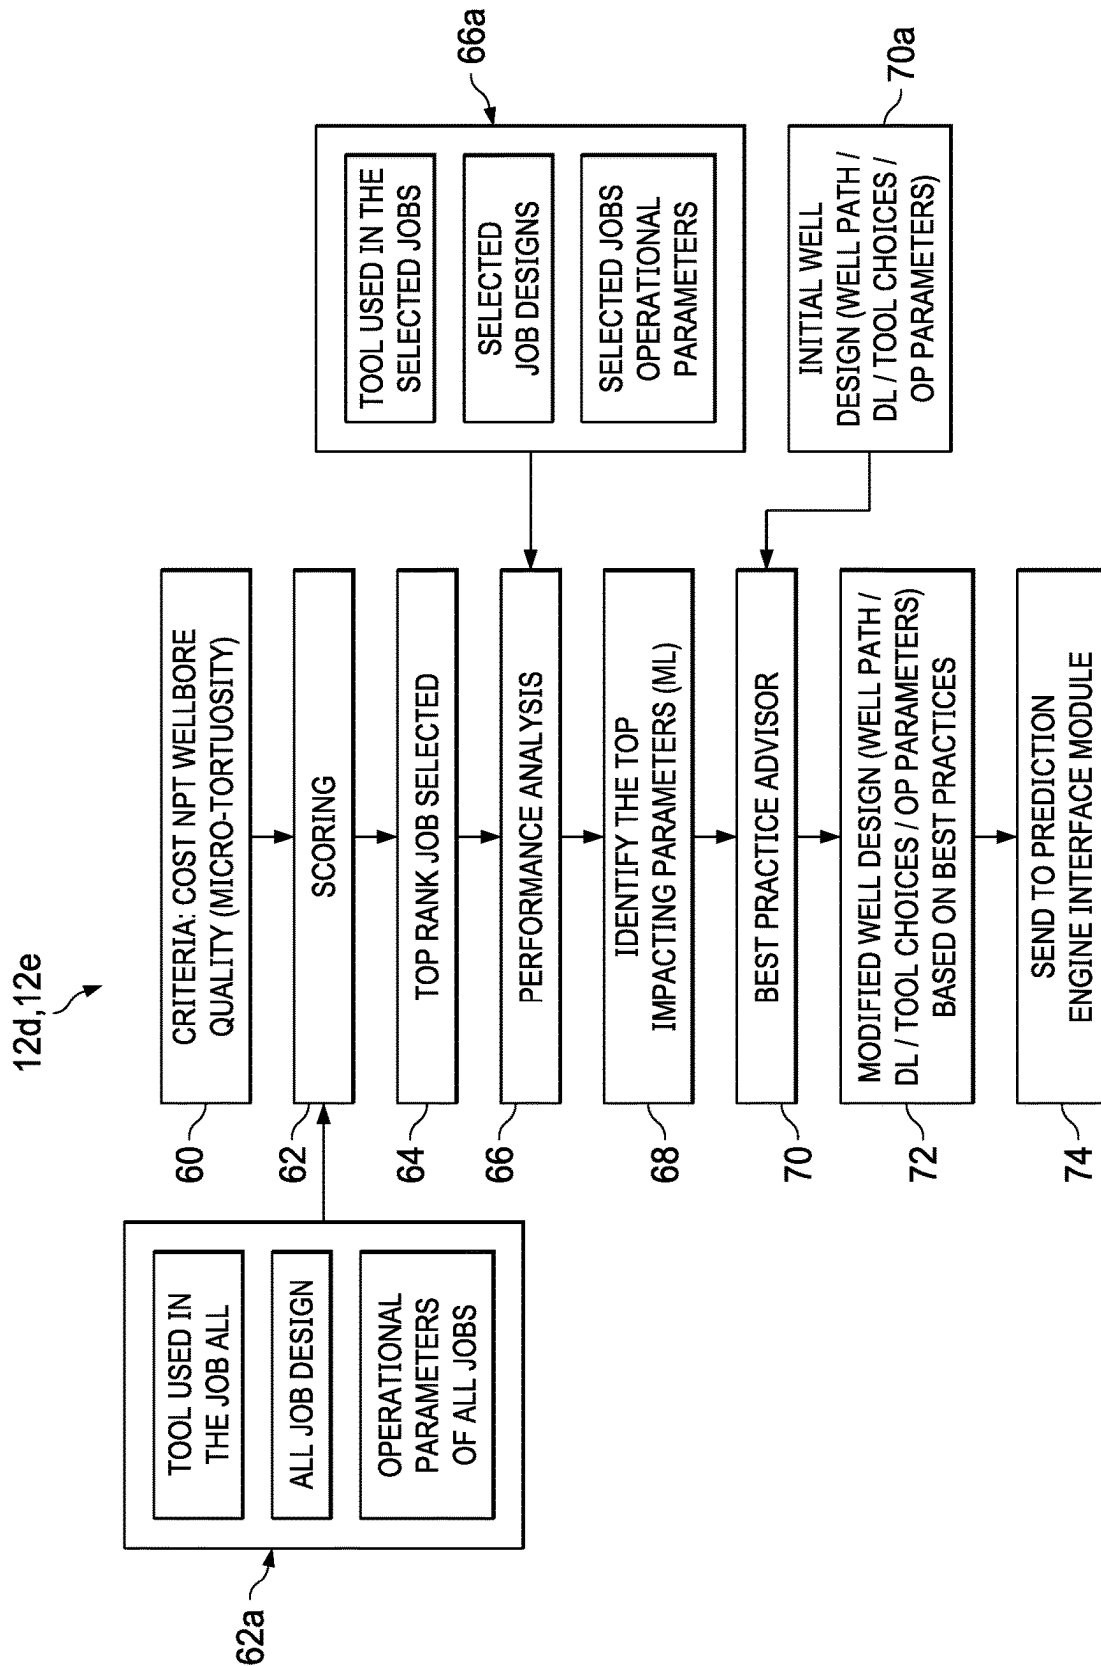 12d,12e
TOOL USED IN
THE JOB ALL
ALL JOB DESIGN
OPERATIONAL
PARAMETERS
OF ALL JOBS
62a
CRITERIA: COST NPT WELLBORE
QUALITY (MICRO-TORTUOSITY)
60
SCORING
62
TOP RANK JOB SELECTED
64
PERFORMANCE ANALYSIS
66
IDENTIFY THE TOP
IMPACTING PARAMETERS (ML)
68
BEST PRACTICE ADVISOR
70
MODIFIED WELL DESIGN (WELL PATH /
DL / TOOL CHOICES / OP PARAMETERS)
BASED ON BEST PRACTICES
72
SEND TO PREDICTION
ENGINE INTERFACE MODULE
74
TOOL USED IN THE
SELECTED JOBS
SELECTED
JOB DESIGNS
SELECTED JOBS
OPERATIONAL
PARAMETERS
66a
INITIAL WELL
DESIGN (WELL PATH /
DL / TOOL CHOICES /
OP PARAMETERS)
70a